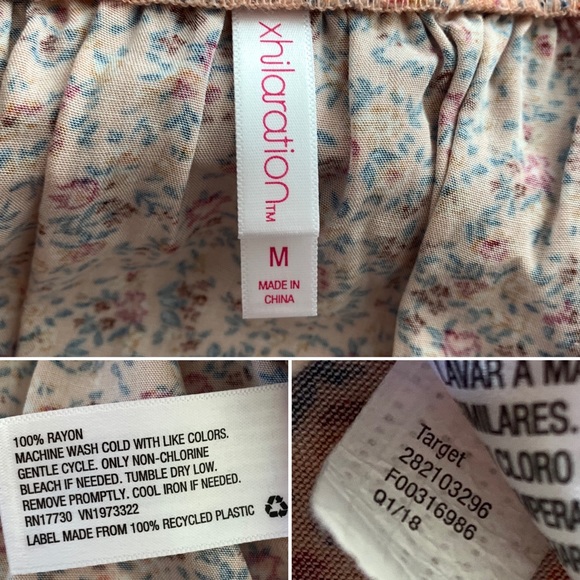 xhilaration™
M
MADE IN
CHINA
100% RAYON
MACHINE WASH COLD WITH LIKE COLORS.
GENTLE CYCLE. ONLY NON-CHLORINE
BLEACH IF NEEDED. TUMBLE DRY LOW.
REMOVE PROMPTLY. COOL IRON IF NEEDED.
RN17730 VN1973322
LABEL MADE FROM 100% RECYCLED PLASTIC
Target
282103296
F00316986
Q1/18
AVAR A MA
MILARES.
CLORO